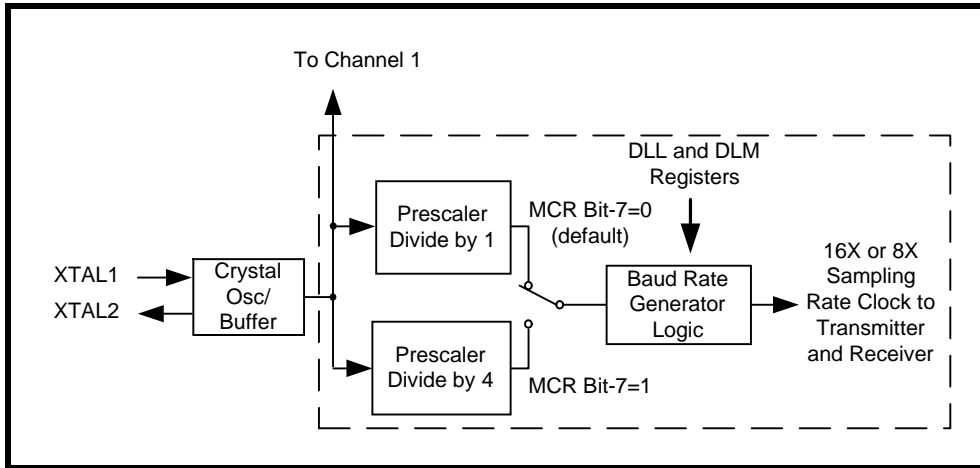 To Channel 1
DLL and DLM
Registers
Prescaler
Divide by 1
MCR Bit-7=0
(default)
XTAL1
XTAL2
Crystal
Osc/
Buffer
Baud Rate
Generator
Logic
16X or 8X
Sampling
Rate Clock to
Transmitter
and Receiver
Prescaler
Divide by 4
MCR Bit-7=1